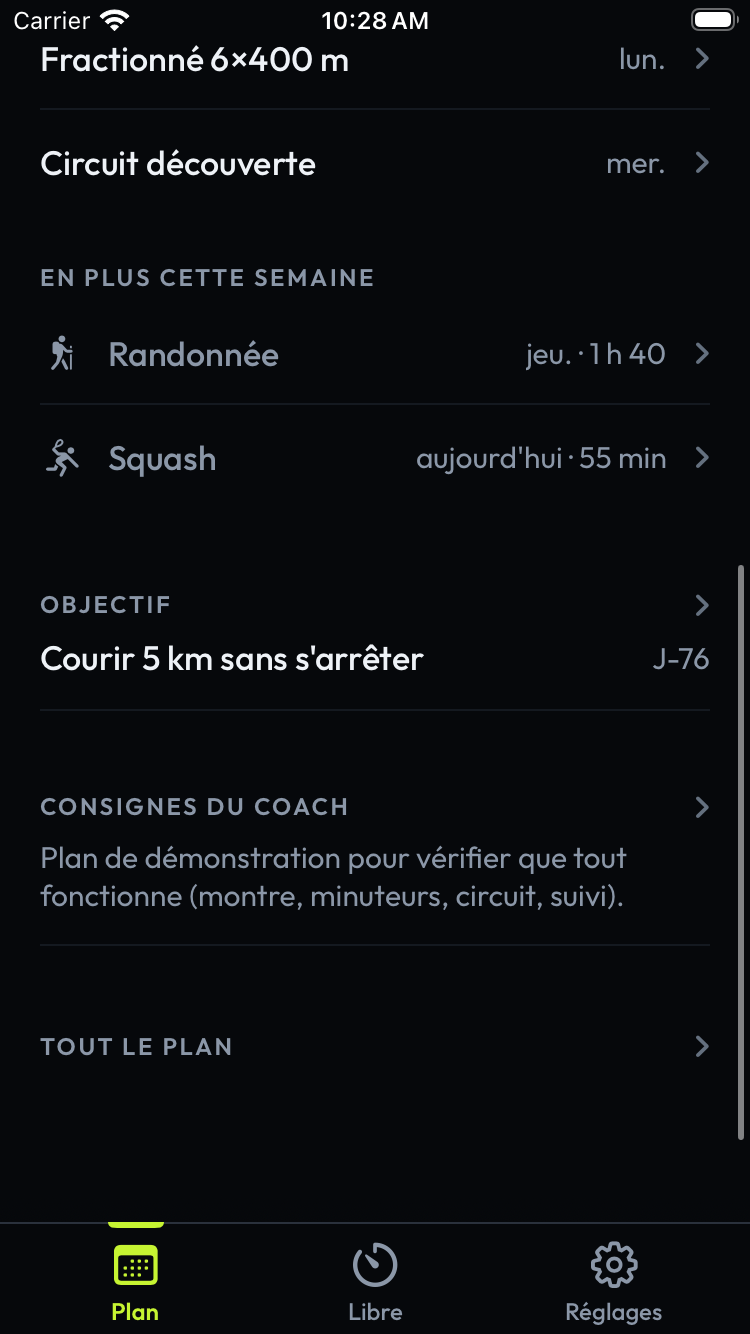 Carrier 10:28 AM
Fractionné 6×400 m lun.
Circuit découverte mer.
EN PLUS CETTE SEMAINE
Randonnée jeu. · 1 h 40
Squash aujourd'hui · 55 min
OBJECTIF
Courir 5 km sans s'arrêter J-76
CONSIGNES DU COACH
Plan de démonstration pour vérifier que tout
fonctionne (montre, minuteurs, circuit, suivi).
TOUT LE PLAN
Plan Libre Réglages